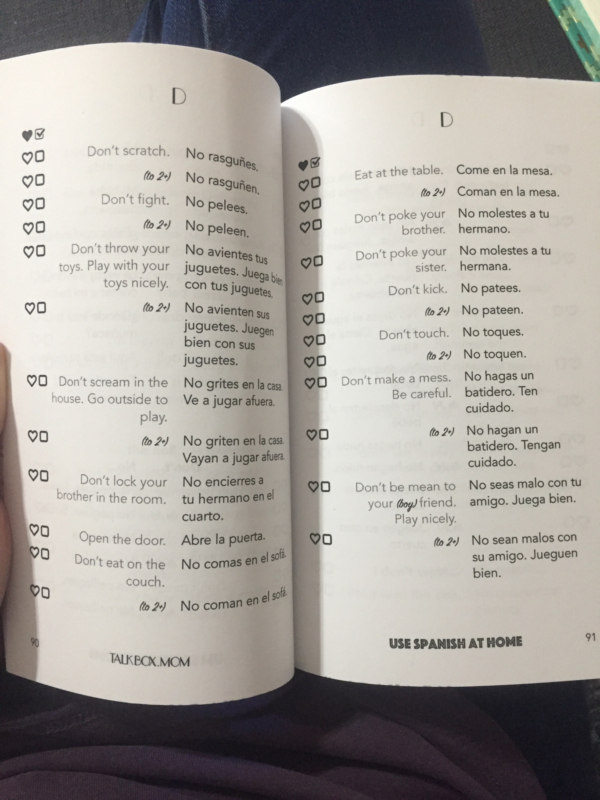 D
Don't scratch. No rasguñes.
(to 2+) No rasguñen.
Don't fight. No pelees.
(to 2+) No peleen.
Don't throw your No avientes tus
toys. Play with your juguetes. Juega bien
toys nicely. con tus juguetes.
(to 2+) No avienten sus
juguetes. Juegen
bien con sus
juguetes.
Don't scream in the No grites en la casa.
house. Go outside to Ve a jugar afuera.
play.
(to 2+) No griten en la casa.
Vayan a jugar afuera.
Don't lock your No encierres a
brother in the room. tu hermano en el
cuarto.
Open the door. Abre la puerta.
Don't eat on the No comas en el sofá.
couch.
(to 2+) No coman en el sofá.
90
TALKBOX.MOM
D
Eat at the table. Come en la mesa.
(to 2+) Coman en la mesa.
Don't poke your No molestes a tu
brother. hermano.
Don't poke your No molestes a tu
sister. hermana.
Don't kick. No patees.
(to 2+) No pateen.
Don't touch. No toques.
(to 2+) No toquen.
Don't make a mess. No hagas un
Be careful. batidero. Ten
cuidado.
(to 2+) No hagan un
batidero. Tengan
cuidado.
Don't be mean to No seas malo con tu
your (boy)friend. amigo. Juega bien.
Play nicely.
(to 2+) No sean malos con
su amigo. Jueguen
bien.
USE SPANISH AT HOME
91